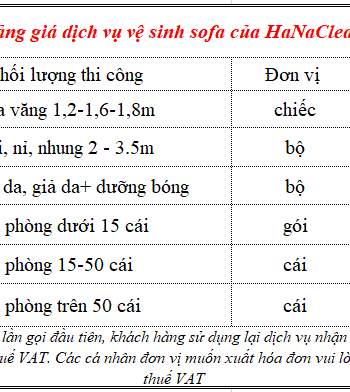 ảng giá dịch vụ vệ sinh sofa của HaNaClea
hối lượng thi công Đơn vị
a văng 1,2-1,6-1,8m chiếc
i, nỉ, nhung 2 - 3.5m bộ
da, giả da+ dưỡng bóng bộ
phòng dưới 15 cái gói
phòng 15-50 cái cái
phòng trên 50 cái cái
lần gọi đầu tiên, khách hàng sử dụng lại dịch vụ nhận
uế VAT. Các cá nhân đơn vị muốn xuất hóa đơn vui lò
thuế VAT